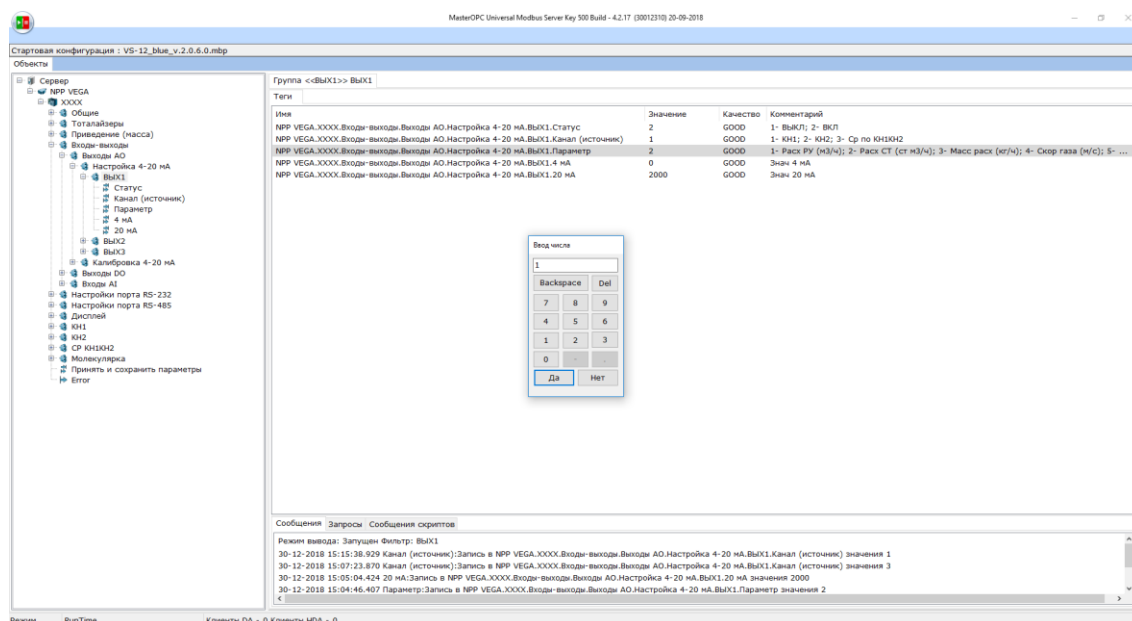 MasterOPC Universal Modbus Server Key 500 Build - 4.2.17 (30012310) 20-09-2018
Стартовая конфигурация : VS-12_blue_v.2.0.6.0.mbp
Объекты
Сервер
NPP VEGA
XXXX
Общие
Тоталайзеры
Приведение (масса)
Входы-выходы
Выходы AO
Настройка 4-20 мА
ВЫХ1
Статус
Канал (источник)
Параметр
4 мА
20 мА
ВЫХ2
ВЫХ3
Калибровка 4-20 мА
Выходы DO
Входы AI
Настройки порта RS-232
Настройки порта RS-485
Дисплей
КН1
КН2
СР КН1КН2
Молекулярка
Принять и сохранить параметры
Error
Группа <<ВЫХ1>> ВЫХ1
Теги
Имя Значение Качество Комментарий
NPP VEGA.XXXX.Входы-выходы.Выходы AO.Настройка 4-20 мА.ВЫХ1.Статус 2 GOOD 1- ВЫКЛ; 2- ВКЛ
NPP VEGA.XXXX.Входы-выходы.Выходы AO.Настройка 4-20 мА.ВЫХ1.Канал (источник) 1 GOOD 1- КН1; 2- КН2; 3- Ср по КН1КН2
NPP VEGA.XXXX.Входы-выходы.Выходы AO.Настройка 4-20 мА.ВЫХ1.Параметр 2 GOOD 1- Расх РУ (м3/ч); 2- Расх СТ (ст м3/ч); 3- Масс расх (кг/ч); 4- Скор газа (м/с); 5- ...
NPP VEGA.XXXX.Входы-выходы.Выходы AO.Настройка 4-20 мА.ВЫХ1.4 мА 0 GOOD Знач 4 мА
NPP VEGA.XXXX.Входы-выходы.Выходы AO.Настройка 4-20 мА.ВЫХ1.20 мА 2000 GOOD Знач 20 мА
Ввод числа
1
Backspace Del
7 8 9
4 5 6
1 2 3
0 - .
Да Нет
Сообщения Запросы Сообщения скриптов
Режим вывода: Запущен Фильтр: ВЫХ1
30-12-2018 15:15:38.929 Канал (источник):Запись в NPP VEGA.XXXX.Входы-выходы.Выходы AO.Настройка 4-20 мА.ВЫХ1.Канал (источник) значения 1
30-12-2018 15:07:23.870 Канал (источник):Запись в NPP VEGA.XXXX.Входы-выходы.Выходы AO.Настройка 4-20 мА.ВЫХ1.Канал (источник) значения 3
30-12-2018 15:05:04.424 20 мА:Запись в NPP VEGA.XXXX.Входы-выходы.Выходы AO.Настройка 4-20 мА.ВЫХ1.20 мА значения 2000
30-12-2018 15:04:46.407 Параметр:Запись в NPP VEGA.XXXX.Входы-выходы.Выходы AO.Настройка 4-20 мА.ВЫХ1.Параметр значения 2
Режим RunTime Клиенты DA - 0 Клиенты HDA - 0